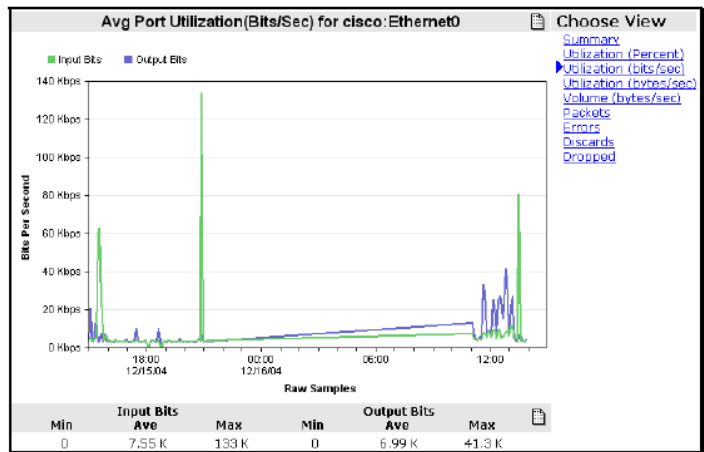 Avg Port Utilization(Bits/Sec) for cisco:Ethernet0
Choose View
Summary
Utilization (Percent)
Utilization (bits/sec)
Utilization (bytes/sec)
Volume (bytes/sec)
Packets
Errors
Discards
Dropped
Input Bits Output Bits
140 Kbps
120 Kbps
100 Kbps
80 Kbps
60 Kbps
40 Kbps
20 Kbps
0 Kbps
Bits Per Second
18:00 00:00 06:00 12:00
12/15/04 12/16/04
Raw Samples
Input Bits Output Bits
Min Ave Max Min Ave Max
0 7.55 K 133 K 0 6.99 K 41.3 K